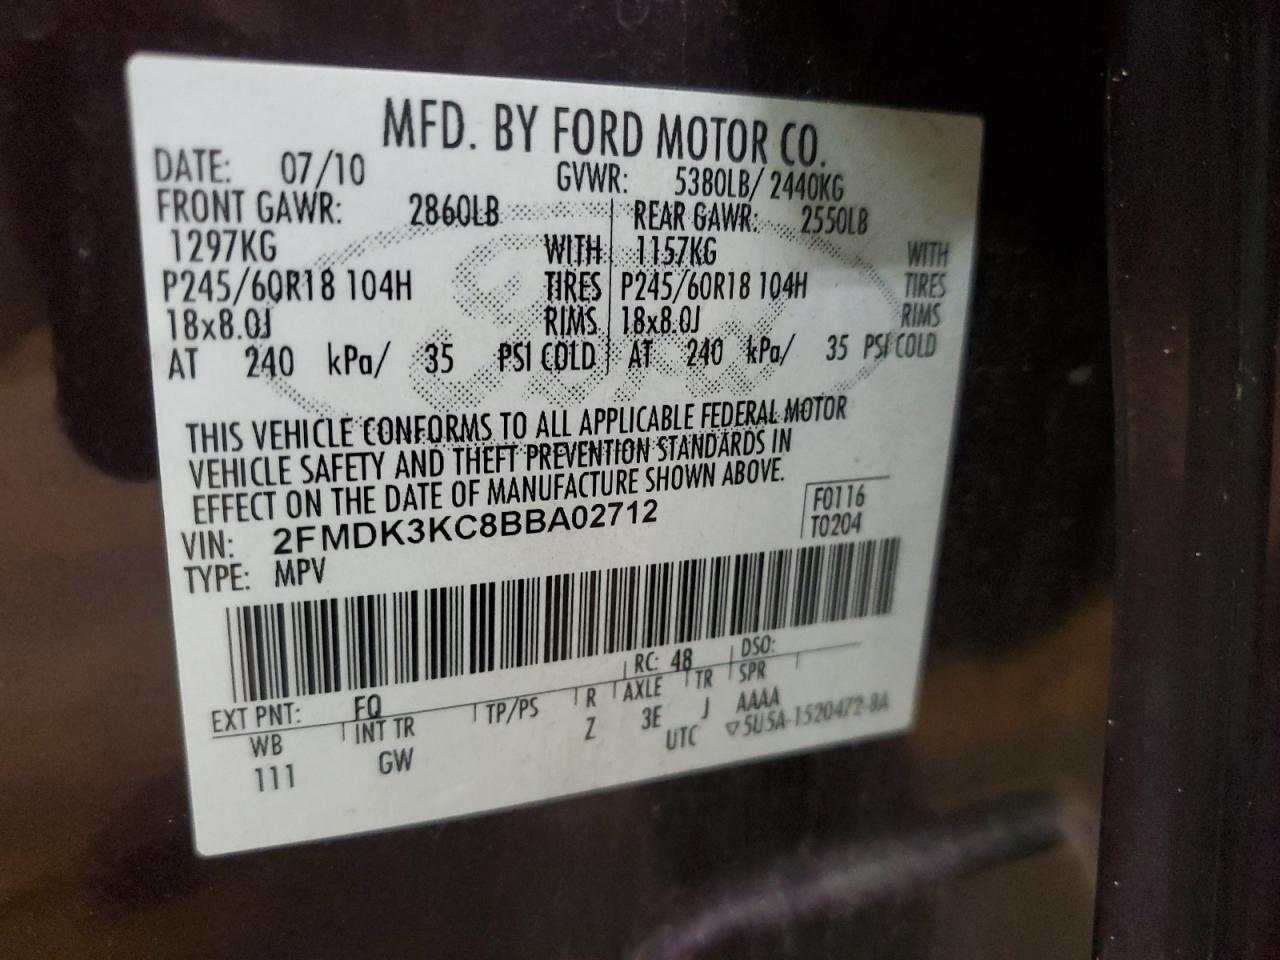 MFD. BY FORD MOTOR CO.
DATE: 07/10 GVWR: 5380LB/ 2440KG
FRONT GAWR: 2860LB REAR GAWR: 2550LB
1297KG WITH 1157KG WITH
P245/60R18 104H TIRES P245/60R18 104H TIRES
18x8.0J RIMS 18x8.0J RIMS
AT 240 kPa/ 35 PSI COLD AT 240 kPa/ 35 PSI COLD
THIS VEHICLE CONFORMS TO ALL APPLICABLE FEDERAL MOTOR
VEHICLE SAFETY AND THEFT PREVENTION STANDARDS IN
EFFECT ON THE DATE OF MANUFACTURE SHOWN ABOVE.
VIN: 2FMDK3KC8BBA02712 F0116
TYPE: MPV T0204
EXT PNT: FQ RC: 48 DSO:
WB INT TR TP/PS R AXLE TR SPR
111 GW Z 3E J AAAA
UTC ▽5U5A-1520472-BA